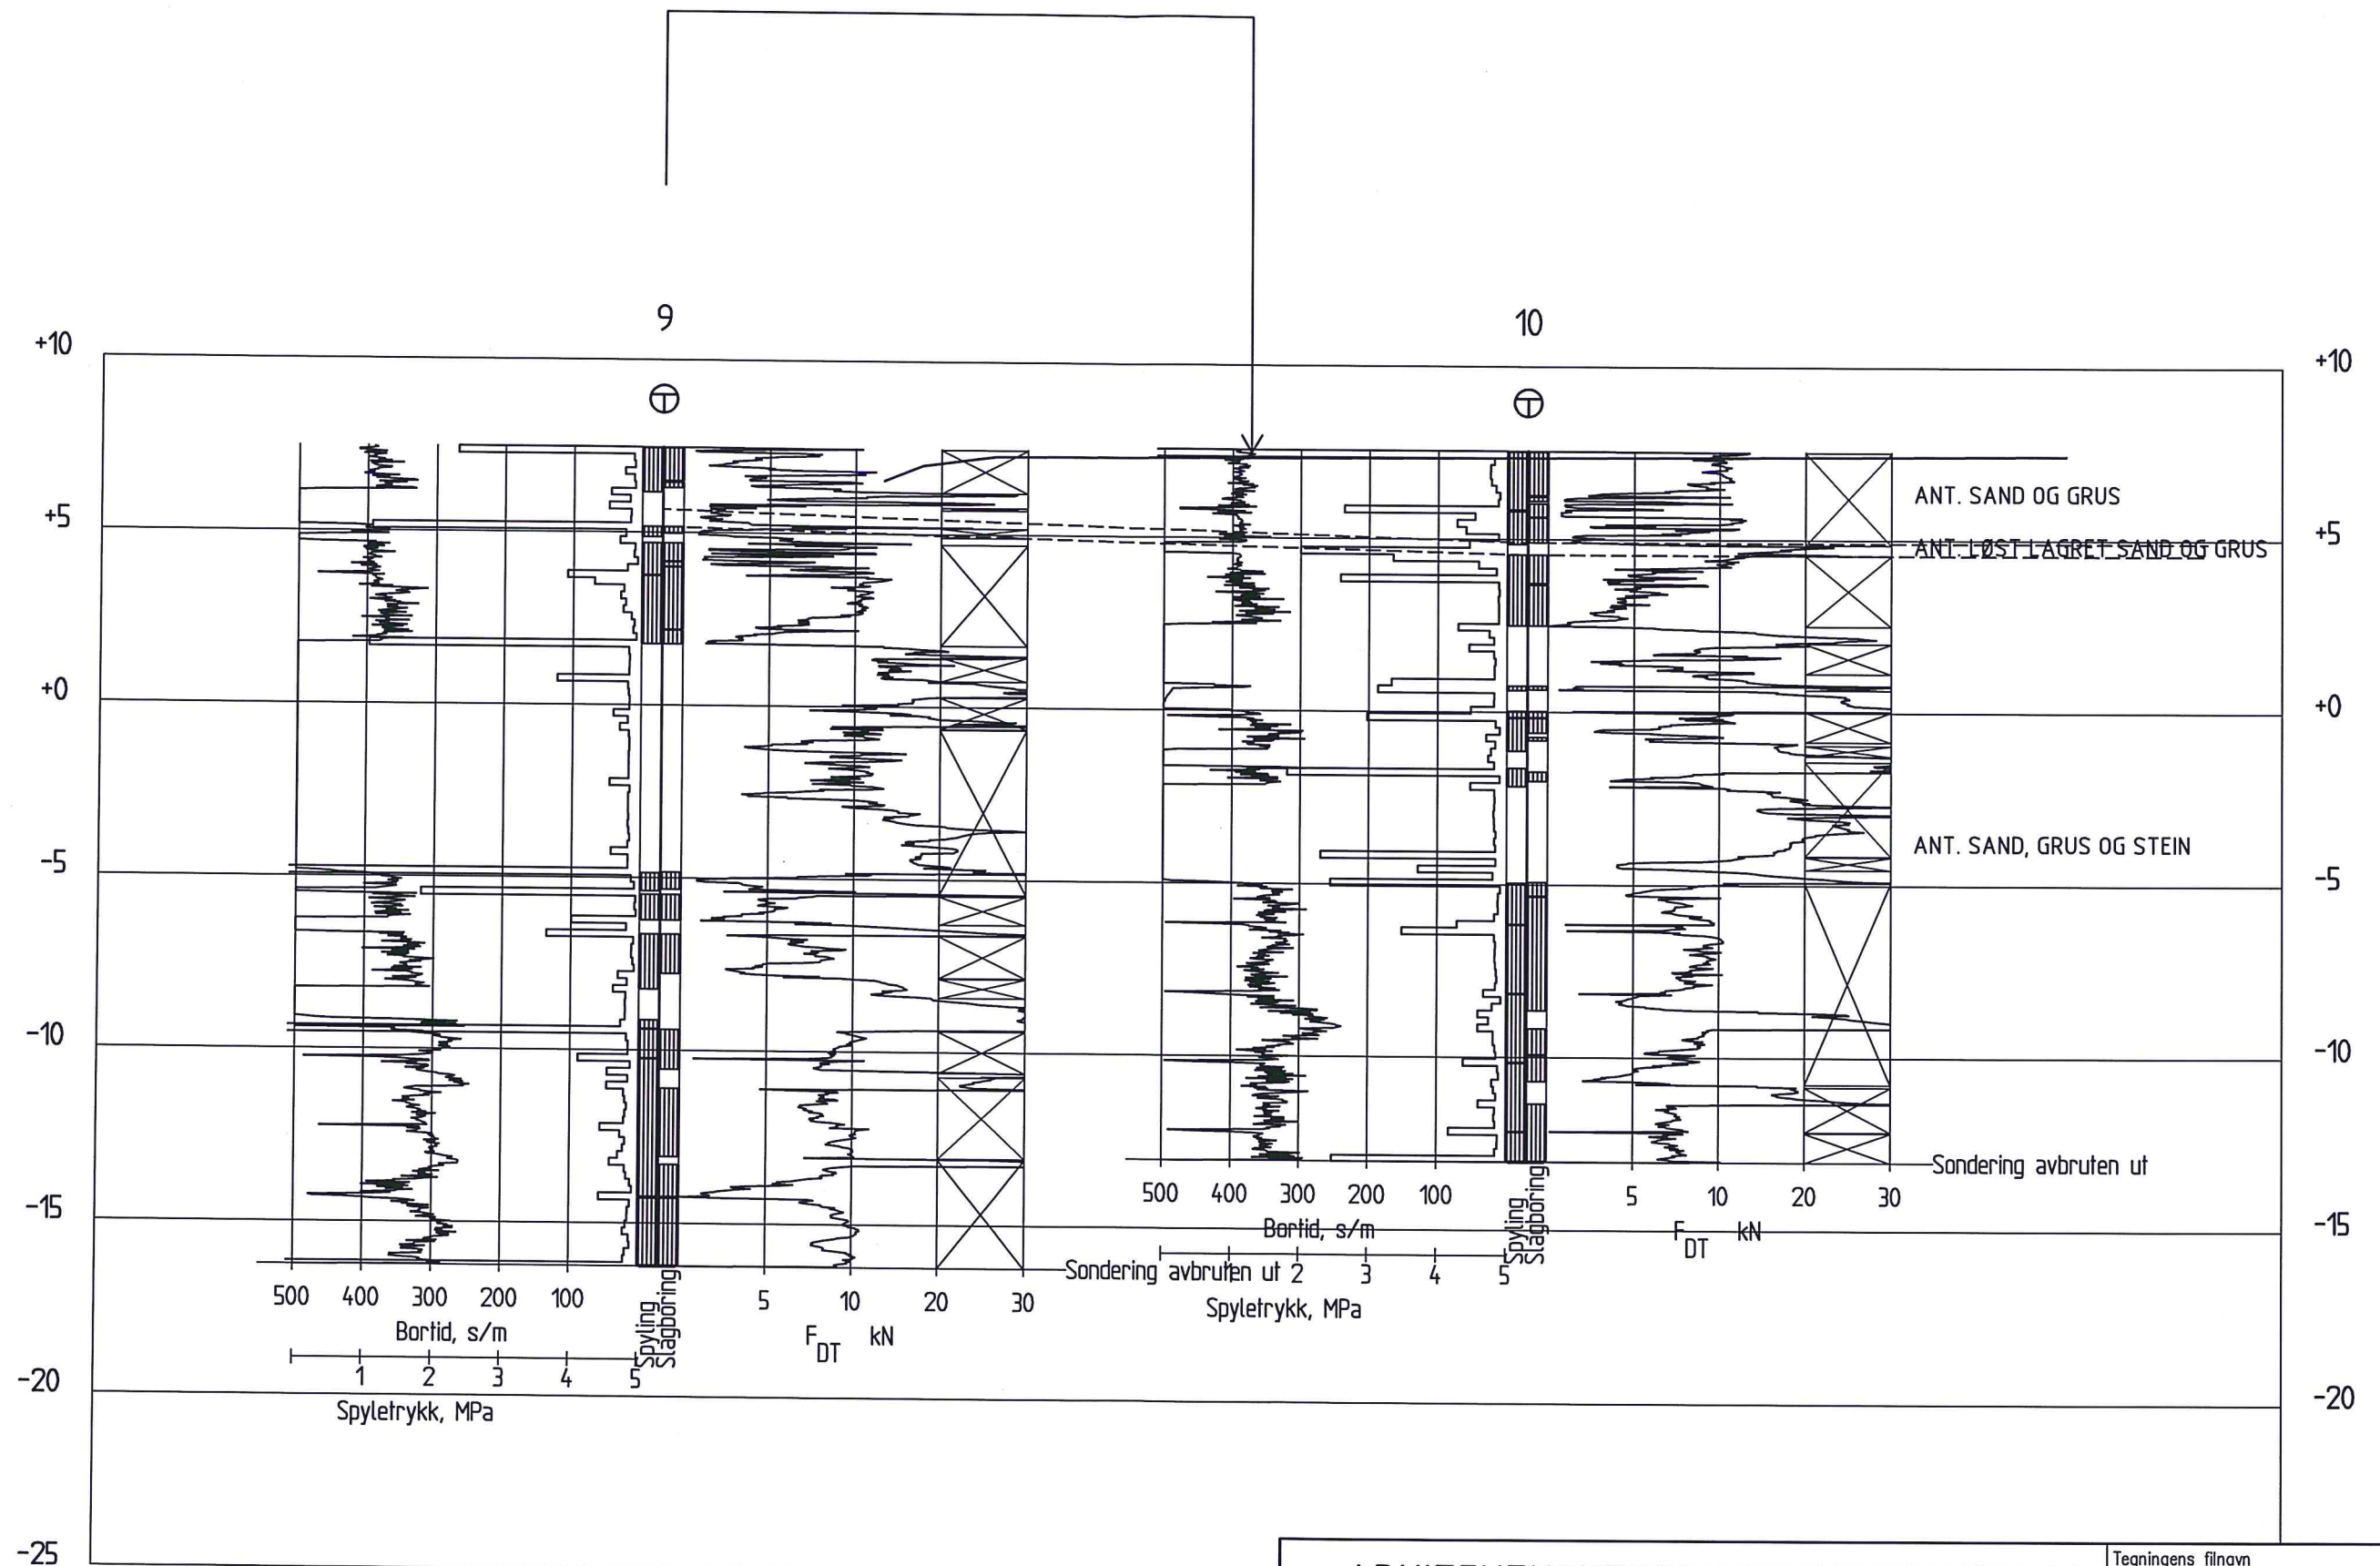 9
10
+10
+10
ANT. SAND OG GRUS
+5
+5
ANT. LØST LAGRET SAND OG GRUS
+0
+0
ANT. SAND, GRUS OG STEIN
-5
-5
-10
-10
Sondering avbruten ut
500 400 300 200 100
Spyling
Slagboring
5 10 20 30
Bortid, s/m
F DT kN
-15
-15
Sondering avbruten ut
1 2 3 4 5
Spyletrykk, MPa
500 400 300 200 100
Spyling
Slagboring
5 10 20 30
Bortid, s/m
F DT kN
1 2 3 4 5
Spyletrykk, MPa
-20
-20
-25
Tegningens filnavn